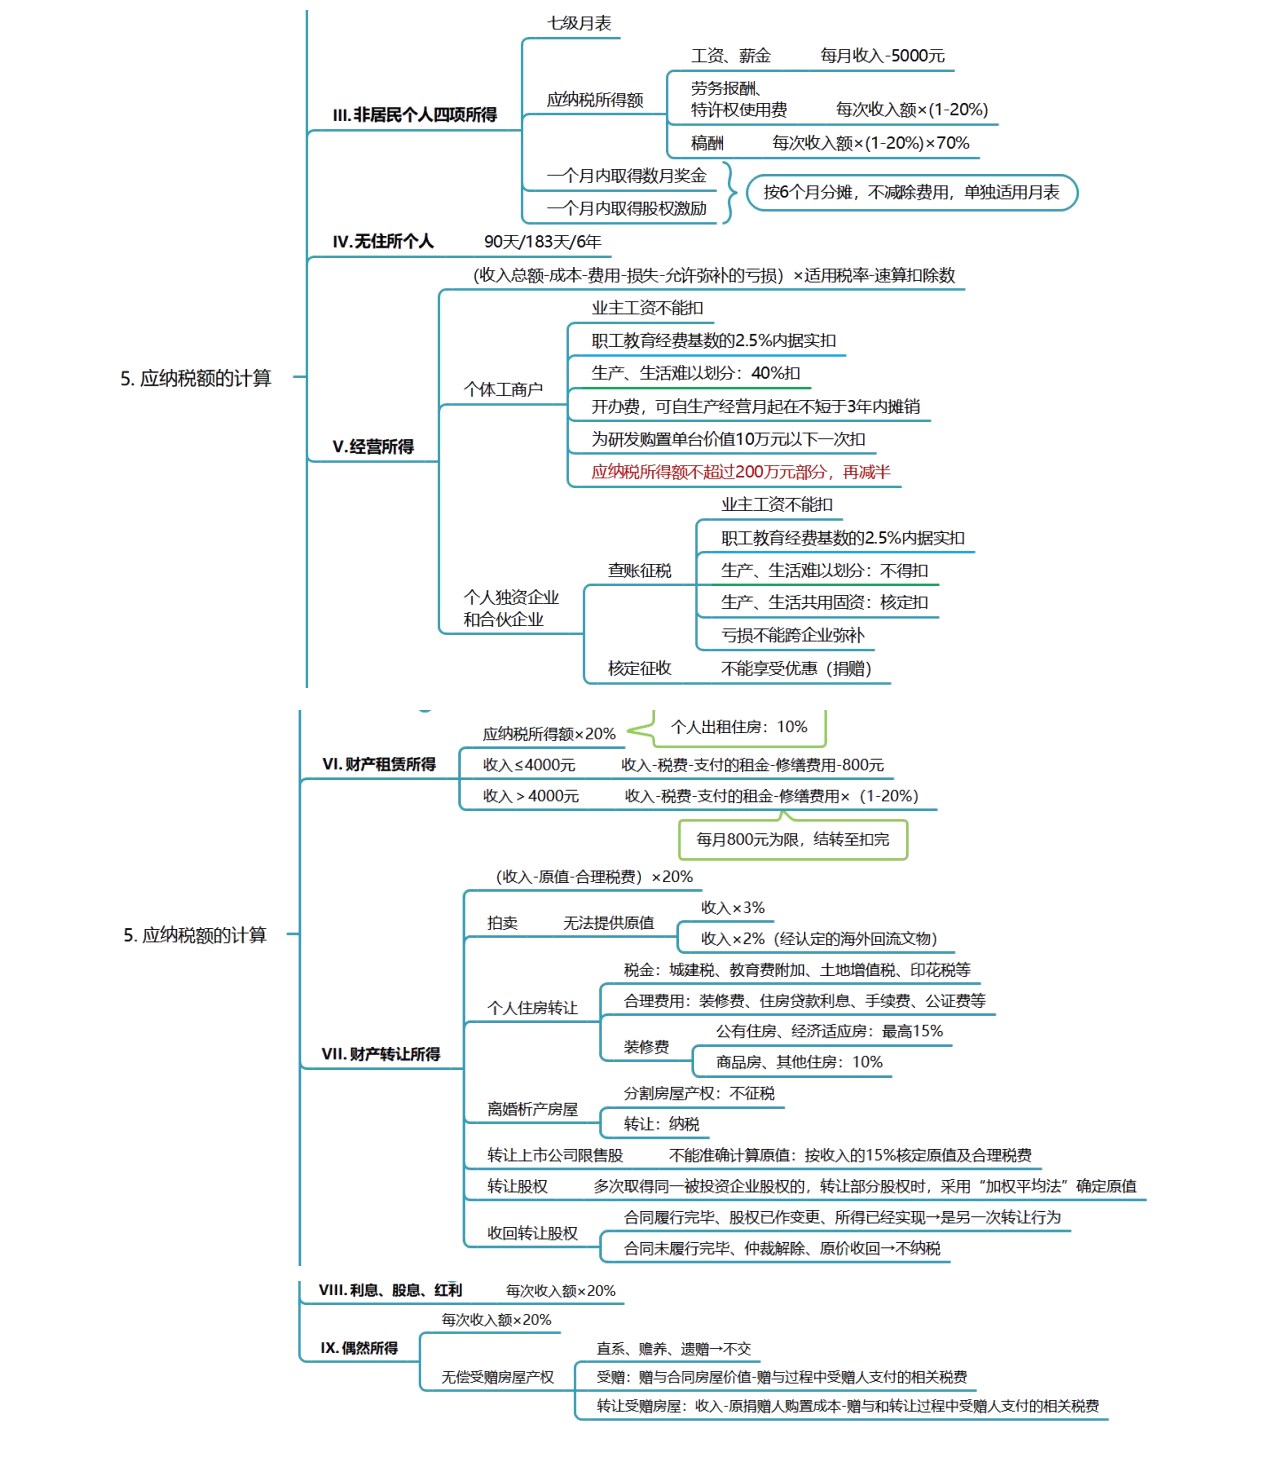 七级月表
工资、薪金 每月收入-5000元
劳务报酬、
特许权使用费 每次收入额×(1-20%)
应纳税所得额
III.非居民个人四项所得
稿酬 每次收入额×(1-20%)×70%
一个月内取得数月奖金
按6个月分摊，不减除费用，单独适用月表
一个月内取得股权激励
IV.无住所个人 90天/183天/6年
（收入总额-成本-费用-损失-允许弥补的亏损）×适用税率-速算扣除数
业主工资不能扣
职工教育经费基数的2.5%内据实扣
生产、生活难以划分：40%扣
5. 应纳税额的计算
个体工商户
开办费，可自生产经营月起在不短于3年内摊销
为研发购置单台价值10万元以下一次扣
V.经营所得
应纳税所得额不超过200万元部分，再减半
业主工资不能扣
职工教育经费基数的2.5%内据实扣
查账征税
生产、生活难以划分：不得扣
个人独资企业
和合伙企业
生产、生活共用固资：核定扣
亏损不能跨企业弥补
核定征收 不能享受优惠（捐赠）
应纳税所得额×20%
个人出租住房：10%
VI. 财产租赁所得
收入≤4000元 收入-税费-支付的租金-修缮费用-800元
收入＞4000元 收入-税费-支付的租金-修缮费用×（1-20%）
每月800元为限，结转至扣完
（收入-原值-合理税费）×20%
收入×3%
拍卖 无法提供原值
收入×2%（经认定的海外回流文物）
5. 应纳税额的计算
税金：城建税、教育费附加、土地增值税、印花税等
个人住房转让
合理费用：装修费、住房贷款利息、手续费、公证费等
公有住房、经济适应房：最高15%
装修费
VII. 财产转让所得
商品房、其他住房：10%
分割房屋产权：不征税
离婚析产房屋
转让：纳税
转让上市公司限售股 不能准确计算原值：按收入的15%核定原值及合理税费
转让股权 多次取得同一被投资企业股权的，转让部分股权时，采用“加权平均法”确定原值
合同履行完毕、股权已作变更、所得已经实现→是另一次转让行为
收回转让股权
合同未履行完毕、仲裁解除、原价收回→不纳税
VIII. 利息、股息、红利 每次收入额×20%
每次收入额×20%
IX. 偶然所得
直系、赡养、遗赠→不交
无偿受赠房屋产权
受赠：赠与合同房屋价值-赠与过程中受赠人支付的相关税费
转让受赠房屋：收入-原捐赠人购置成本-赠与和转让过程中受赠人支付的相关税费